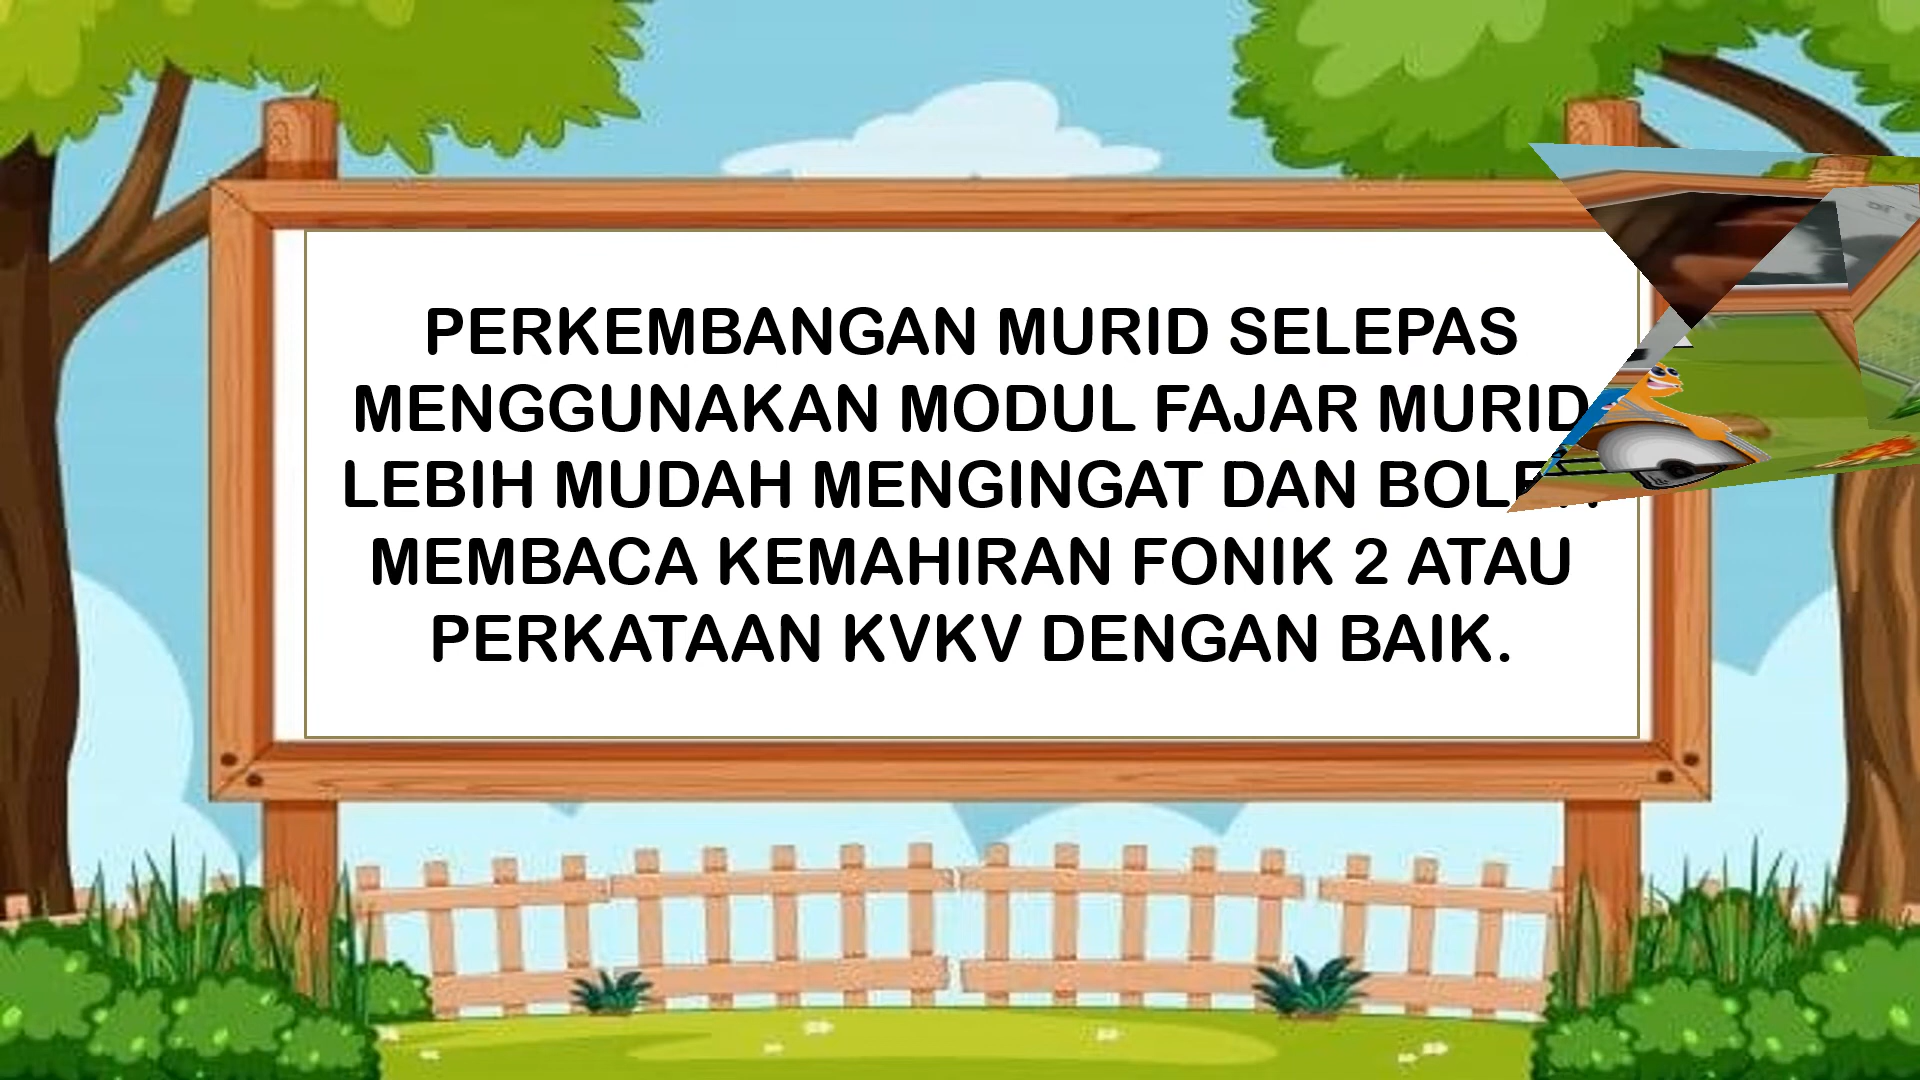 PERKEMBANGAN MURID SELEPAS
MENGGUNAKAN MODUL FAJAR MURID
LEBIH MUDAH MENGINGAT DAN
MEMBACA KEMAHIRAN FONIK 2 ATAU
PERKATAAN KVKV DENGAN BAIK.